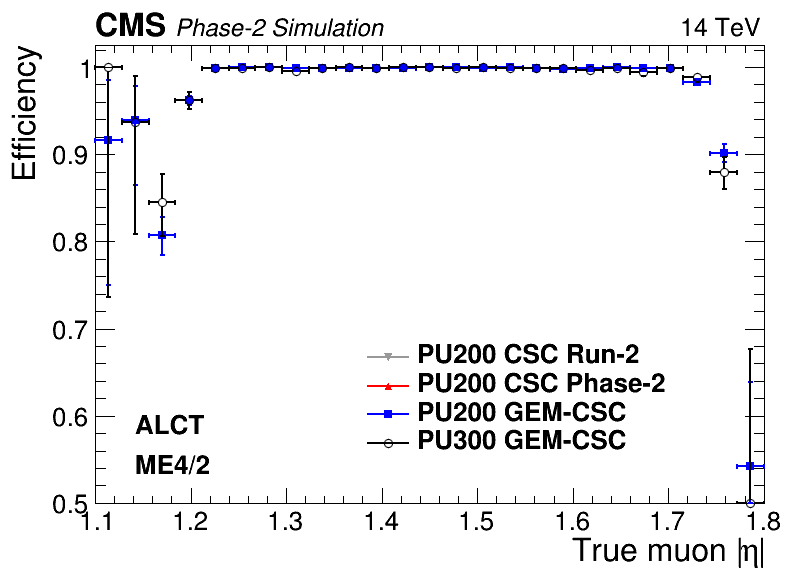 CMS Phase-2 Simulation 14 TeV
Efficiency
1
0.9
0.8
0.7
0.6
0.5
PU200 CSC Run-2
PU200 CSC Phase-2
PU200 GEM-CSC
PU300 GEM-CSC
ALCT
ME4/2
1.1 1.2 1.3 1.4 1.5 1.6 1.7 1.8
True muon |η|